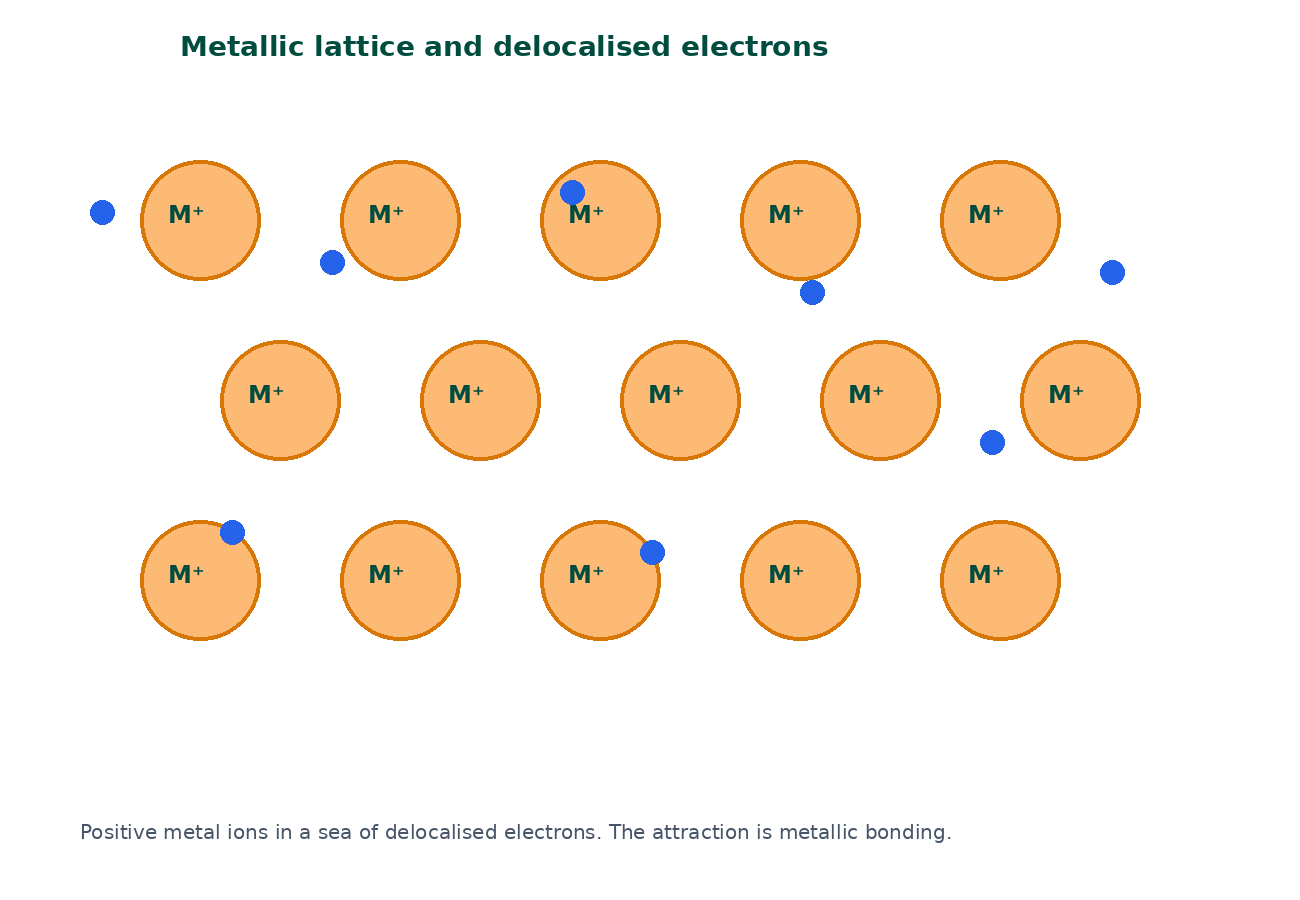 Metallic lattice and delocalised electrons
M⁺ M⁺ M⁺ M⁺ M⁺
M⁺ M⁺ M⁺ M⁺ M⁺
M⁺ M⁺ M⁺ M⁺ M⁺
Positive metal ions in a sea of delocalised electrons. The attraction is metallic bonding.